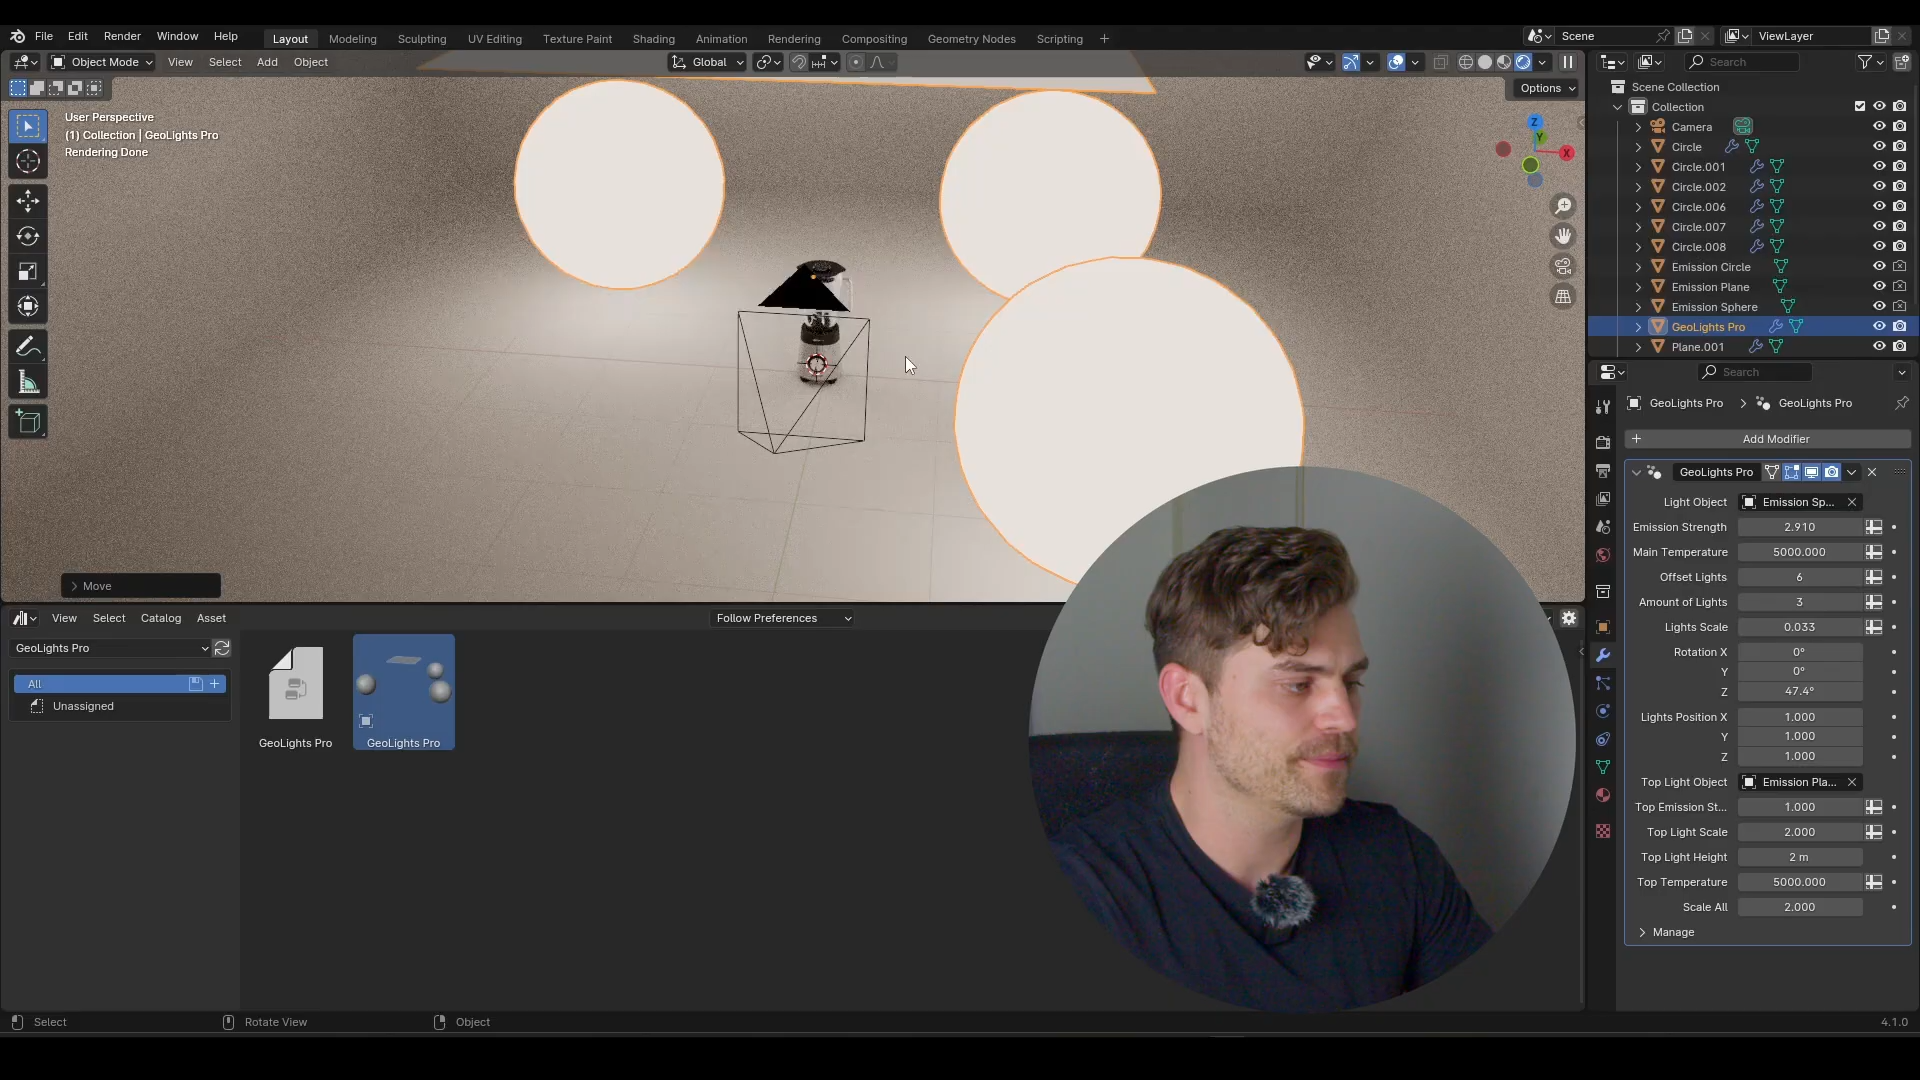 File Edit Render Window Help Layout Modeling Sculpting UV Editing Texture Paint Shading Animation Rendering Compositing Geometry Nodes Scripting + Scene ViewLayer
Object Mode View Select Add Object Global Search
Options
User Perspective
(1) Collection | GeoLights Pro
Rendering Done
Z
Y
X
Scene Collection
Collection
Camera
Circle
Circle.001
Circle.002
Circle.006
Circle.007
Circle.008
Emission Circle
Emission Plane
Emission Sphere
GeoLights Pro
Plane.001
Search
GeoLights Pro > GeoLights Pro
+ Add Modifier
GeoLights Pro
Light Object Emission Sp...
Emission Strength 2.910
Main Temperature 5000.000
Offset Lights 6
Amount of Lights 3
Lights Scale 0.033
Rotation X 0°
Y 0°
Z 47.4°
Lights Position X 1.000
Y 1.000
Z 1.000
Top Light Object Emission Pla...
Top Emission St... 1.000
Top Light Scale 2.000
Top Light Height 2 m
Top Temperature 5000.000
Scale All 2.000
Manage
Move
View Select Catalog Asset Follow Preferences
GeoLights Pro
All
Unassigned
GeoLights Pro
GeoLights Pro
Select Rotate View Object 4.1.0